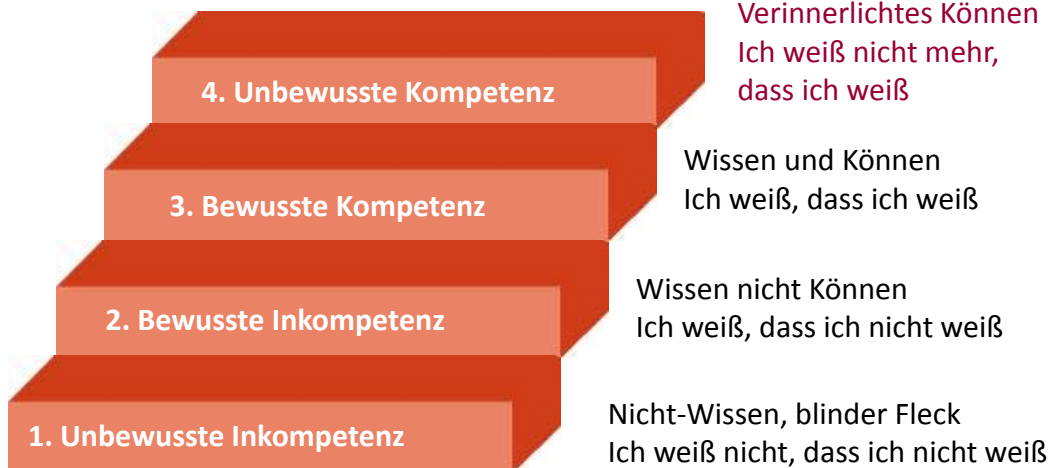 Verinnerlichtes Können
Ich weiß nicht mehr,
dass ich weiß
4. Unbewusste Kompetenz
Wissen und Können
Ich weiß, dass ich weiß
3. Bewusste Kompetenz
Wissen nicht Können
Ich weiß, dass ich nicht weiß
2. Bewusste Inkompetenz
Nicht-Wissen, blinder Fleck
Ich weiß nicht, dass ich nicht weiß
1. Unbewusste Inkompetenz